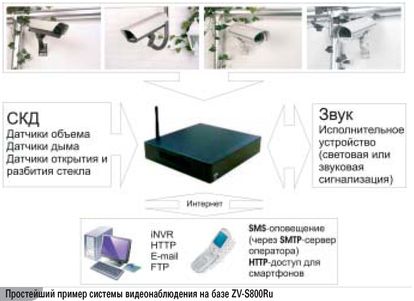 СКД
Датчики объема
Датчики дыма
Датчики открытия и
разбития стекла
Звук
Исполнительное
устройство
(световая или
звуковая
сигнализация)
Интернет
iNVR
HTTP
E-mail
FTP
SMS-оповещение
(через SMTP-сервер
оператора)
HTTP-доступ для
смартфонов
Простейший пример системы видеонаблюдения на базе ZV-S800Ru